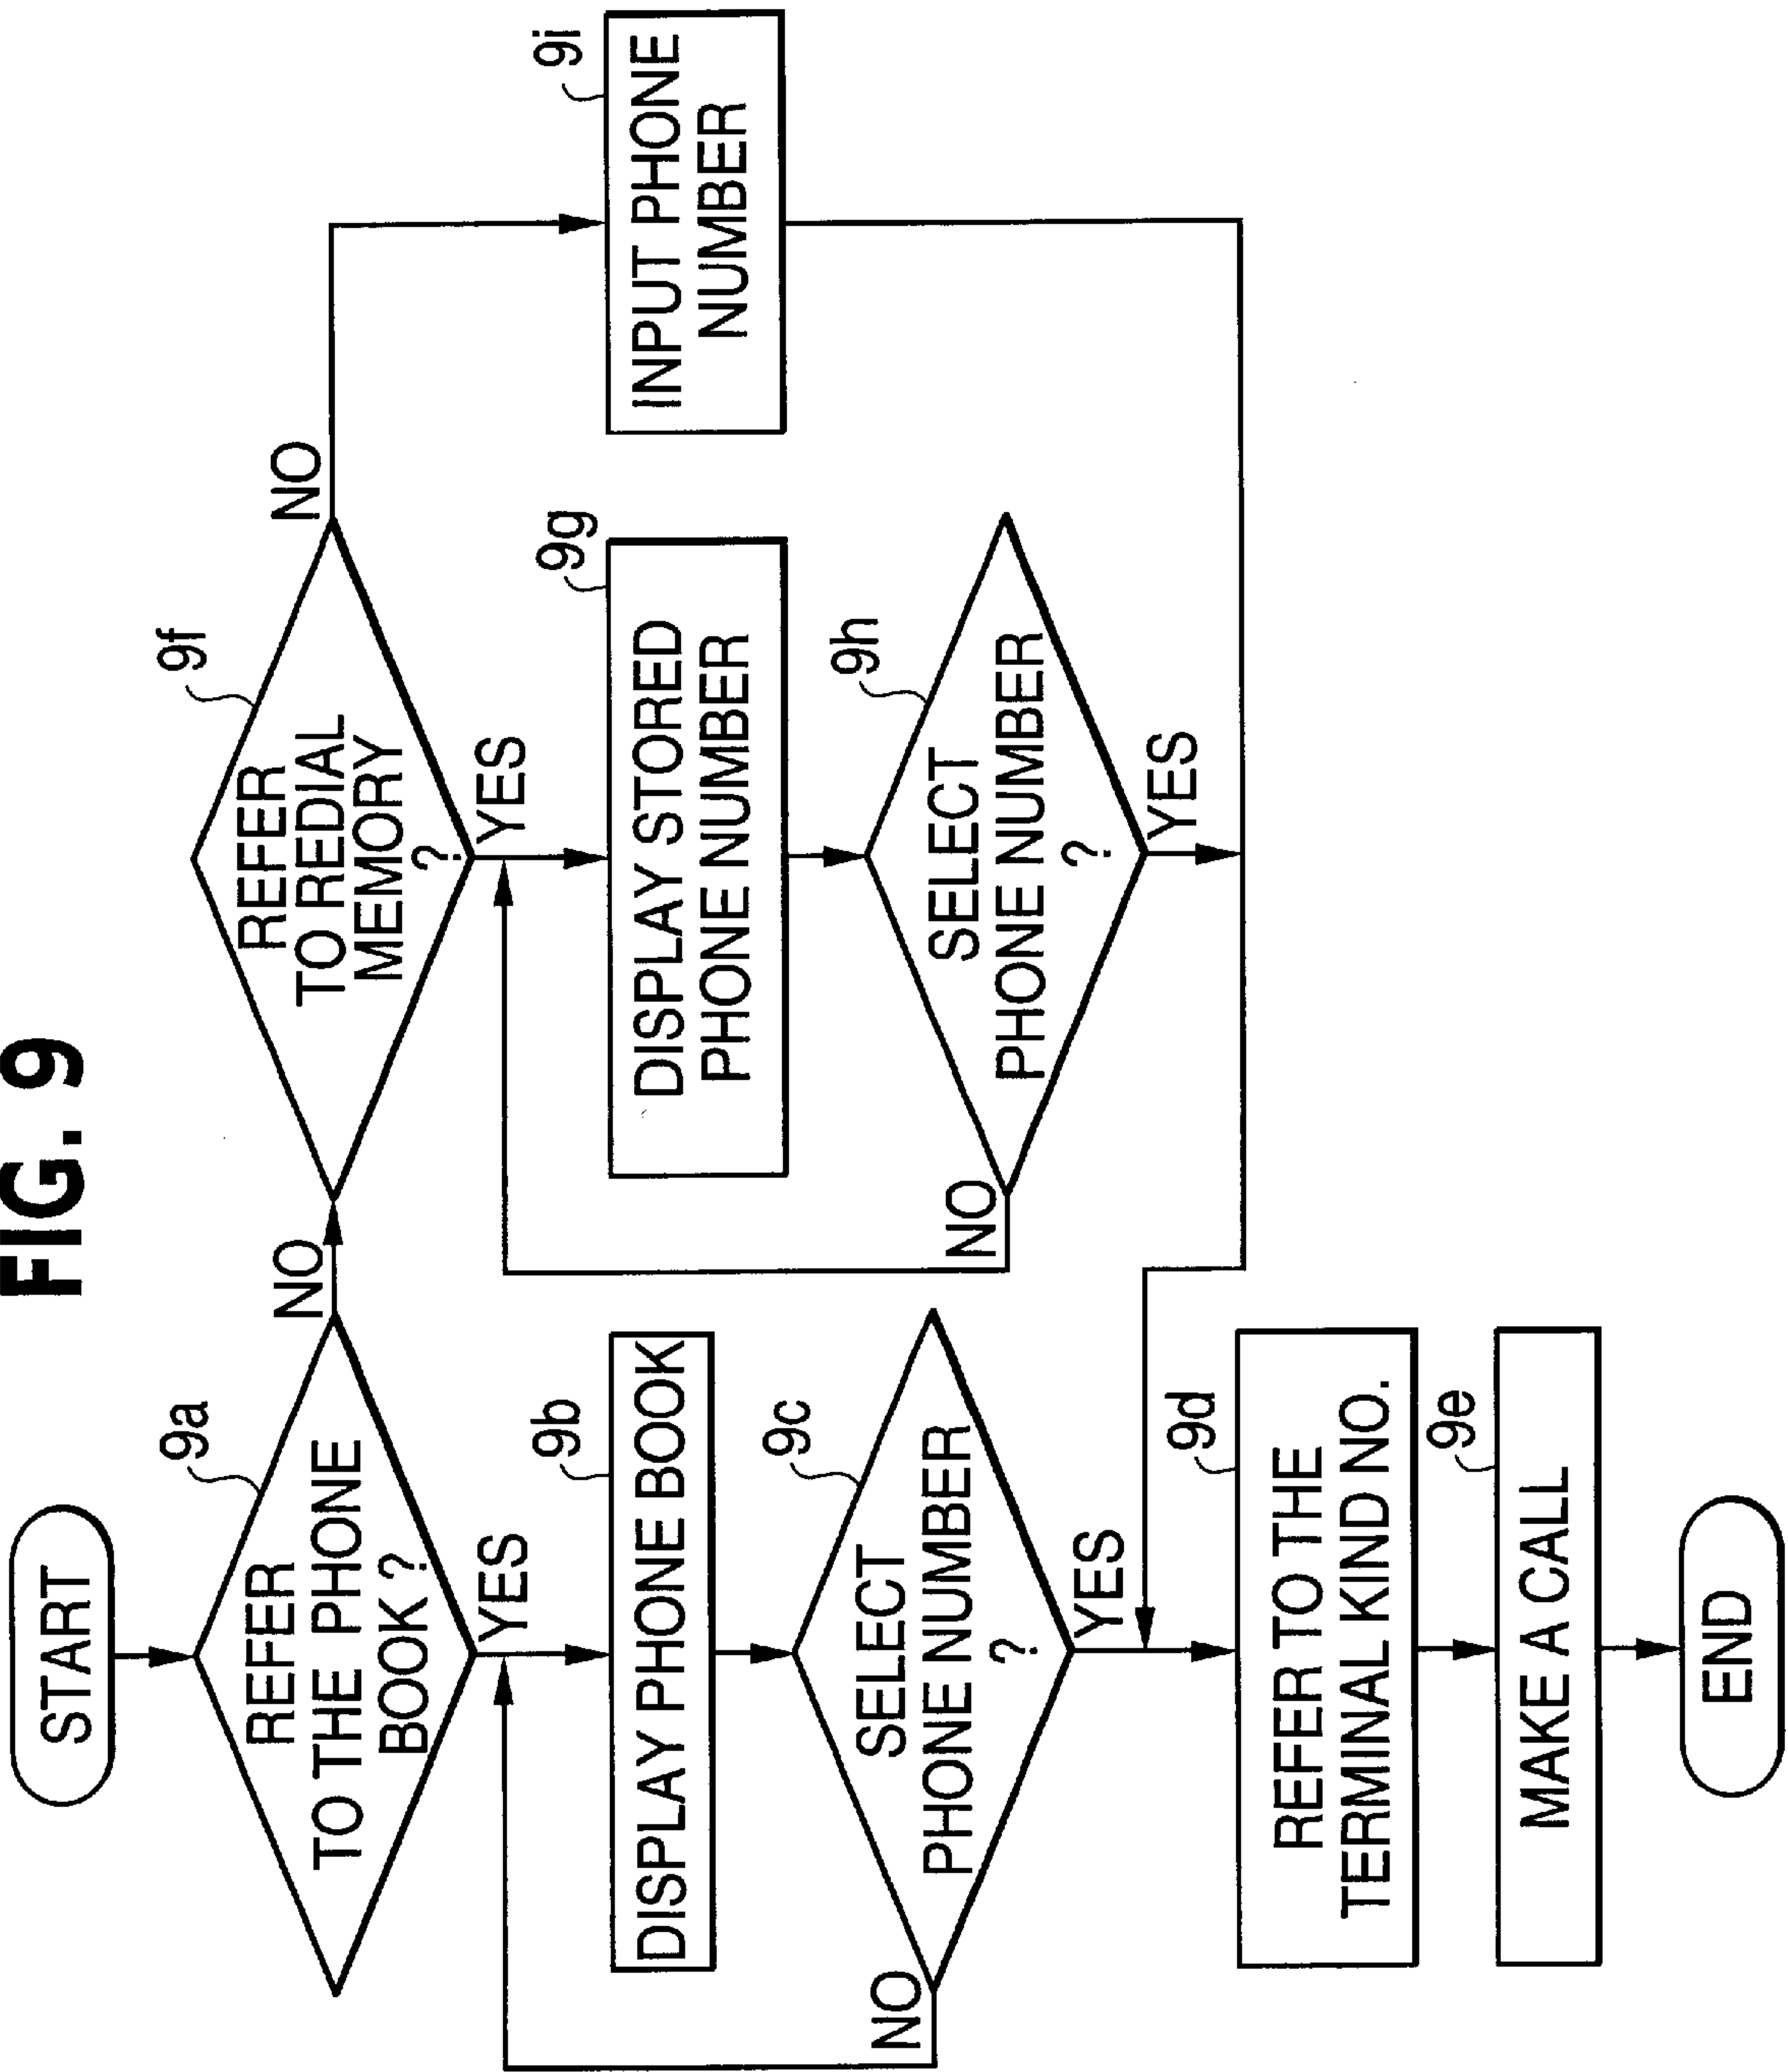 FIG. 9
START
9a
REFER
TO THE PHONE
BOOK ?
NO
YES
9b
DISPLAY PHONE BOOK
9c
SELECT
PHONE NUMBER
?
NO
YES
9d
REFER TO THE
TERMINAL KIND NO.
9e
MAKE A CALL
END
9f
REFER
TO REDIAL
MEMORY
?
NO
YES
9g
DISPLAY STORED
PHONE NUMBER
9h
SELECT
PHONE NUMBER
?
NO
YES
9i
INPUT PHONE
NUMBER